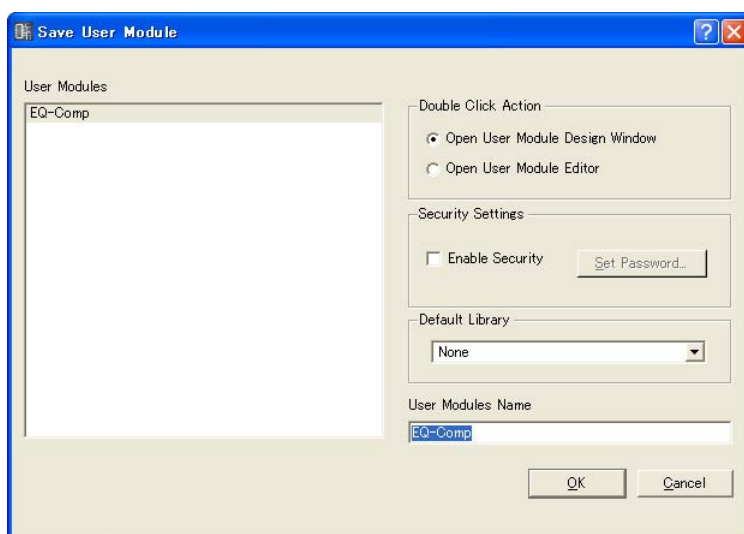 Save User Module
User Modules
EQ-Comp
Double Click Action
Open User Module Design Window
Open User Module Editor
Security Settings
Enable Security
Set Password...
Default Library
None
User Modules Name
EQ-Comp
OK
Cancel